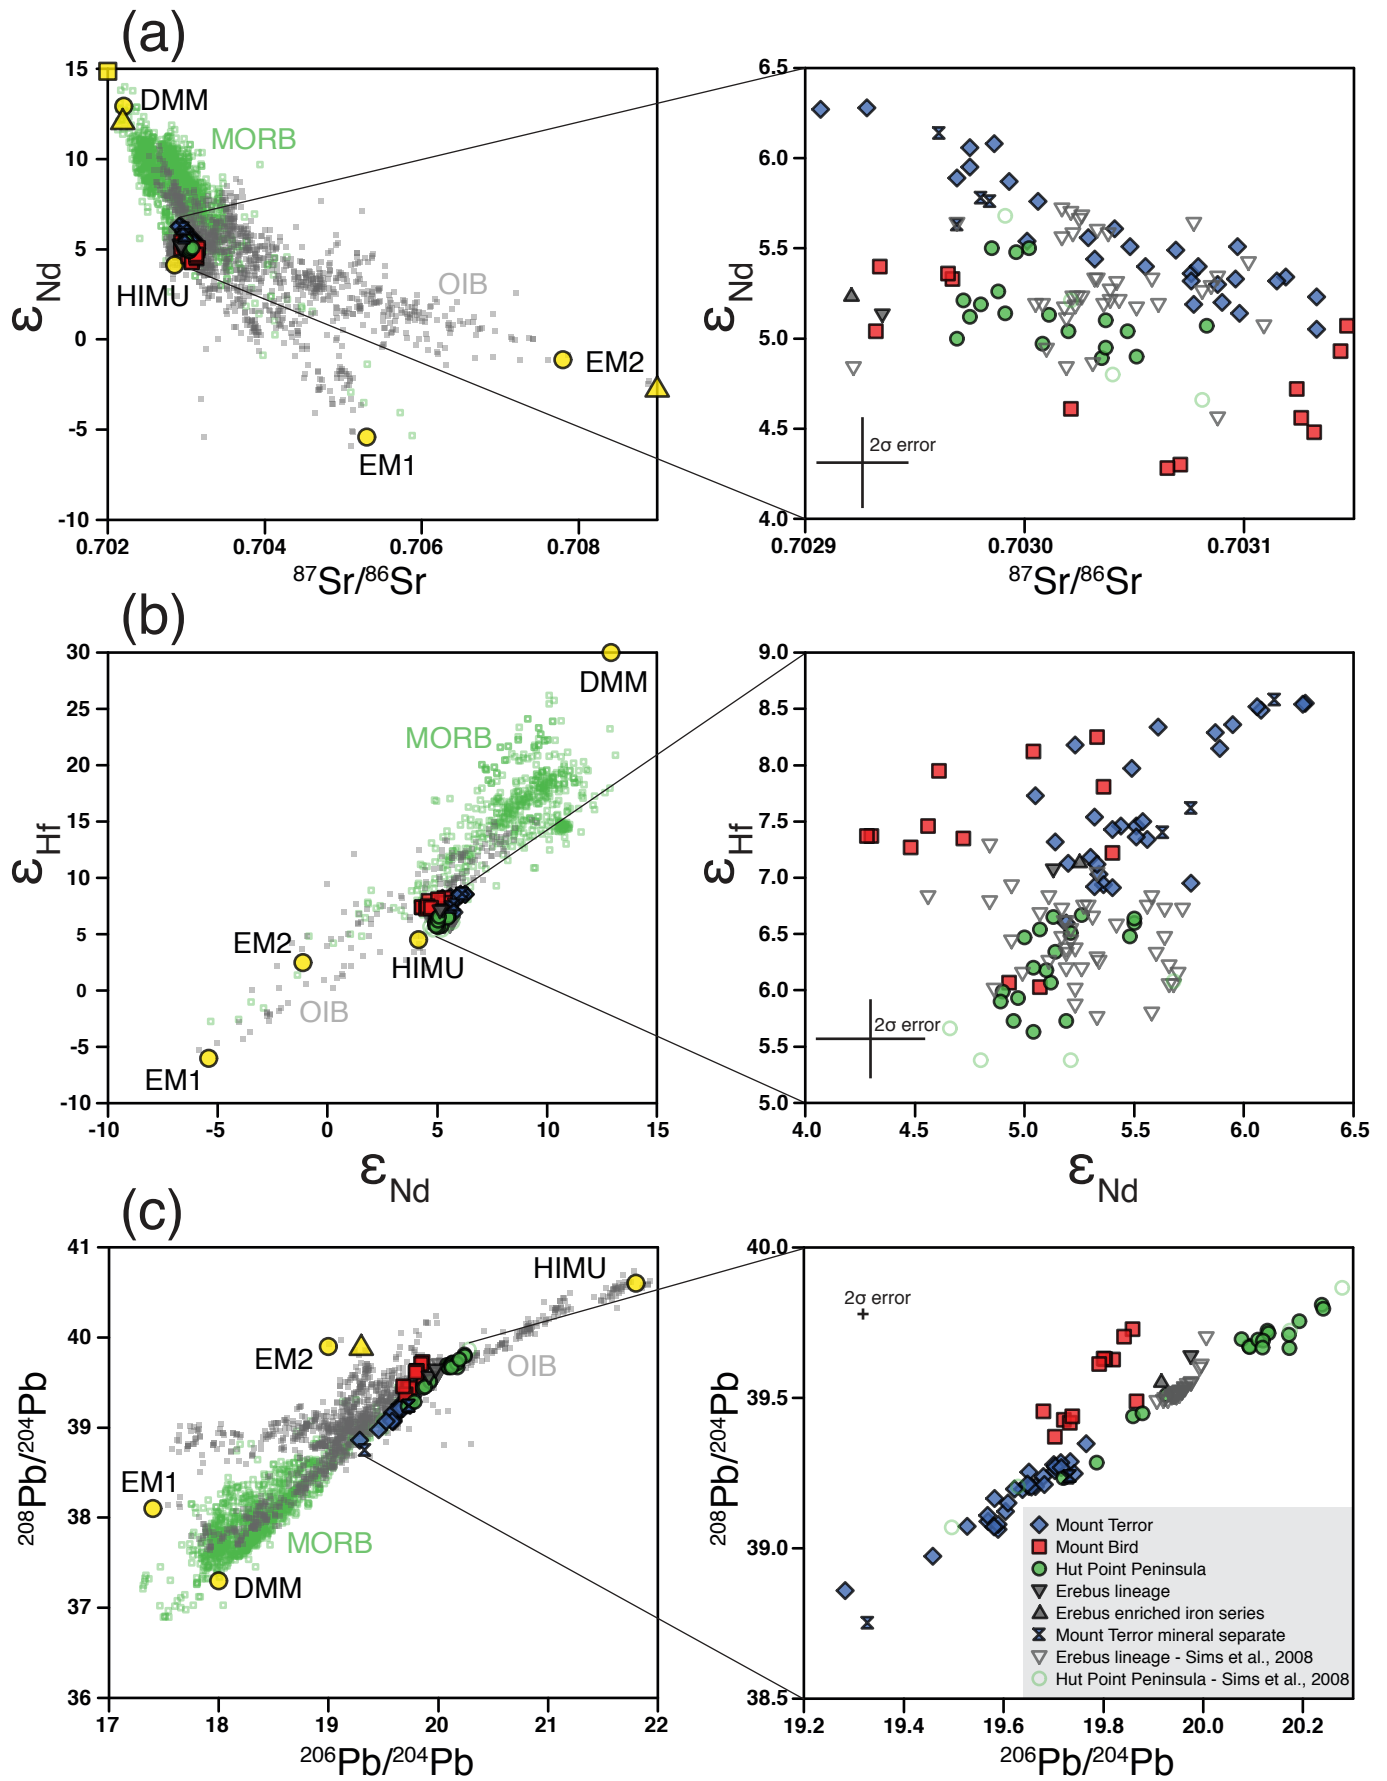 (a)
15
10
5
0
-5
-10
εNd
DMM
MORB
HIMU
OIB
EM2
EM1
0.702
0.704
0.706
0.708
87Sr/86Sr
6.5
6.0
5.5
5.0
4.5
4.0
εNd
2σ error
0.7029
0.7030
0.7031
87Sr/86Sr
(b)
30
25
20
15
10
5
0
-5
-10
εHf
DMM
MORB
EM2
HIMU
OIB
EM1
-10
-5
0
5
10
15
εNd
9.0
8.5
8.0
7.5
7.0
6.5
6.0
5.5
5.0
εHf
2σ error
4.0
4.5
5.0
5.5
6.0
6.5
εNd
(c)
41
40
39
38
37
36
208Pb/204Pb
HIMU
EM2
OIB
EM1
MORB
DMM
17
18
19
20
21
22
206Pb/204Pb
40.0
39.5
39.0
38.5
208Pb/204Pb
2σ error
Mount Terror
Mount Bird
Hut Point Peninsula
Erebus lineage
Erebus enriched iron series
Mount Terror mineral separate
Erebus lineage - Sims et al., 2008
Hut Point Peninsula - Sims et al., 2008
19.2
19.4
19.6
19.8
20.0
20.2
206Pb/204Pb